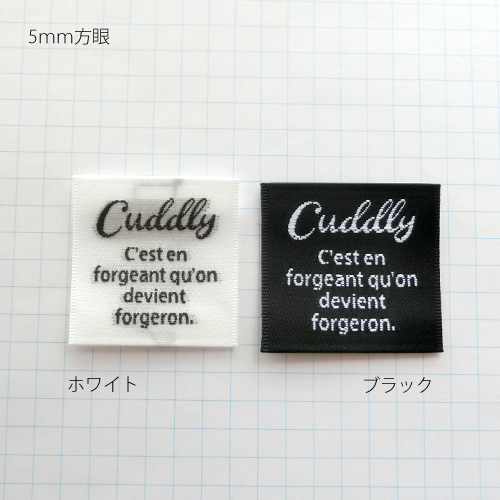 5mm方眼
Cuddly
C'est en
forgeant qu'on
devient
forgeron.
Cuddly
C'est en
forgeant qu'on
devient
forgeron.
ホワイト
ブラック